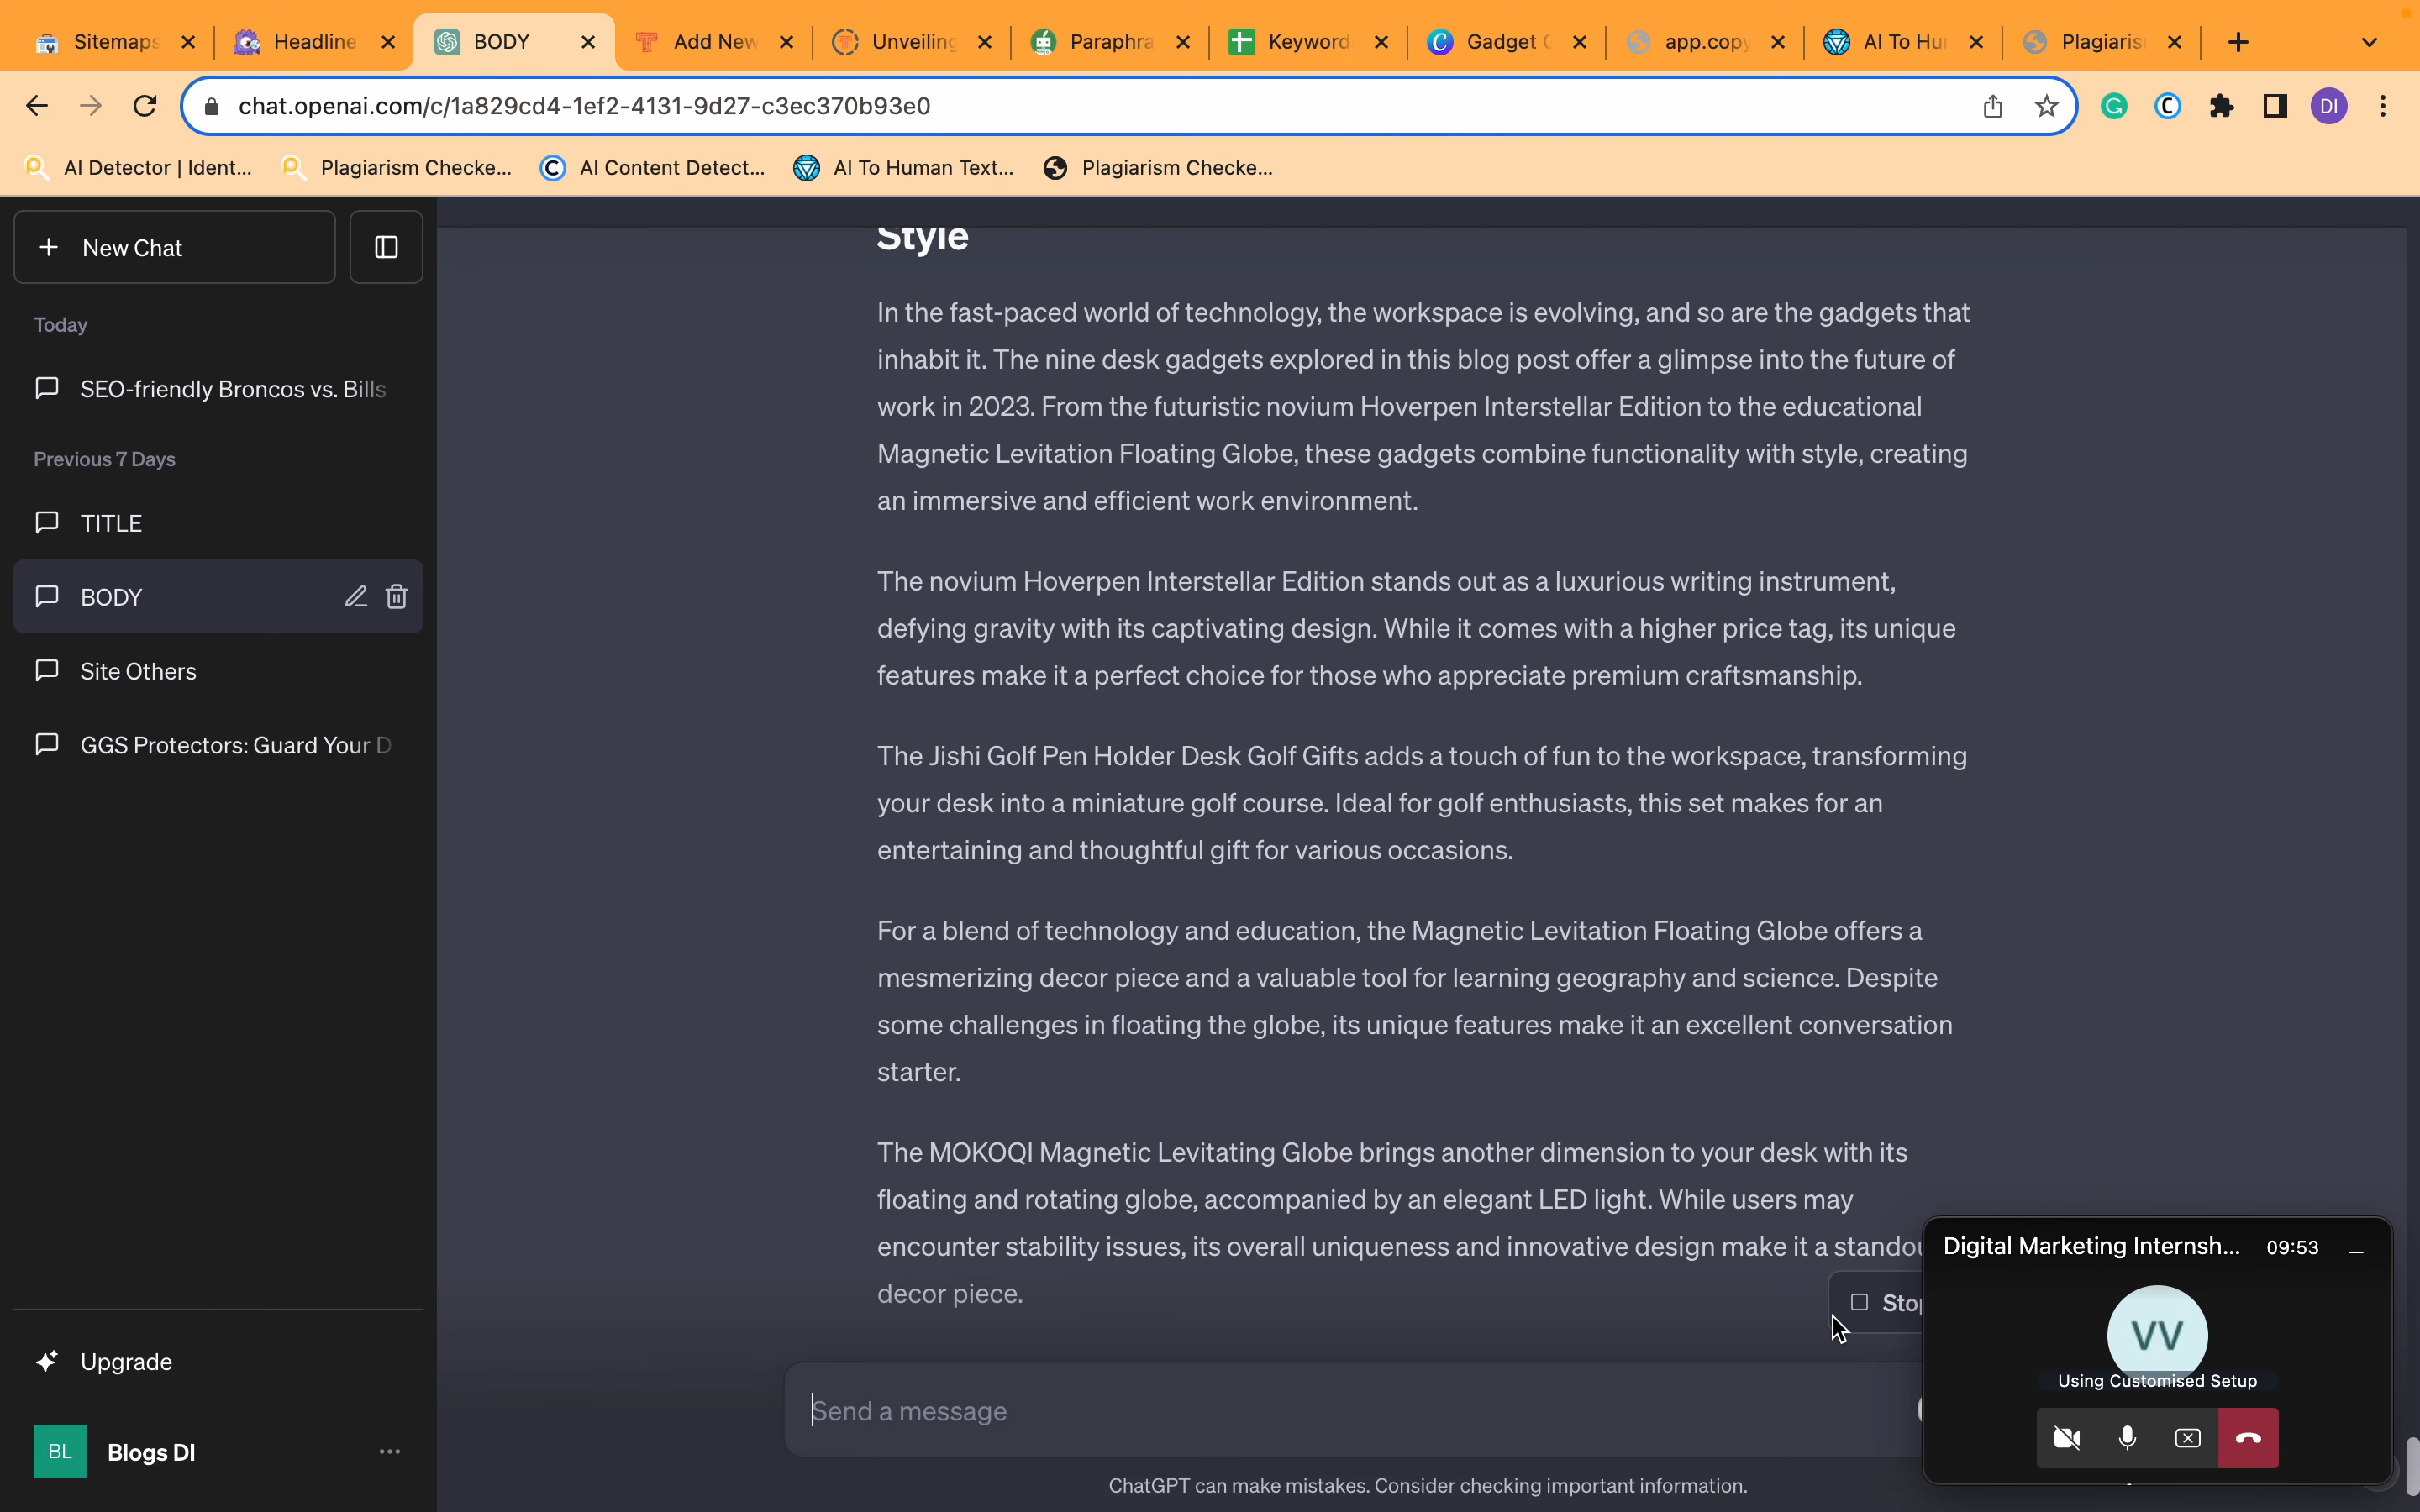 Sitemaps
Headline
BODY
Add New
Unveiling
Paraphra
Keyword
Gadget
app.copy
AI To Hu
Plagiaris
chat.openai.com/c/1a829cd4-1ef2-4131-9d27-c3ec370b93e0
DI
AI Detector | Ident...
Plagiarism Checke...
AI Content Detect...
AI To Human Text...
Plagiarism Checke...
New Chat
Today
SEO-friendly Broncos vs. Bills
Previous 7 Days
TITLE
BODY
Site Others
GGS Protectors: Guard Your D
Upgrade
BL
Blogs DI
Style
In the fast-paced world of technology, the workspace is evolving, and so are the gadgets that
inhabit it. The nine desk gadgets explored in this blog post offer a glimpse into the future of
work in 2023. From the futuristic novium Hoverpen Interstellar Edition to the educational
Magnetic Levitation Floating Globe, these gadgets combine functionality with style, creating
an immersive and efficient work environment.
The novium Hoverpen Interstellar Edition stands out as a luxurious writing instrument,
defying gravity with its captivating design. While it comes with a higher price tag, its unique
features make it a perfect choice for those who appreciate premium craftsmanship.
The Jishi Golf Pen Holder Desk Golf Gifts adds a touch of fun to the workspace, transforming
your desk into a miniature golf course. Ideal for golf enthusiasts, this set makes for an
entertaining and thoughtful gift for various occasions.
For a blend of technology and education, the Magnetic Levitation Floating Globe offers a
mesmerizing decor piece and a valuable tool for learning geography and science. Despite
some challenges in floating the globe, its unique features make it an excellent conversation
starter.
The MOKOQI Magnetic Levitating Globe brings another dimension to your desk with its
floating and rotating globe, accompanied by an elegant LED light. While users may
encounter stability issues, its overall uniqueness and innovative design make it a standou
decor piece.
Stop
Send a message
ChatGPT can make mistakes. Consider checking important information.
Digital Marketing Internsh... 09:53
VV
Using Customised Setup